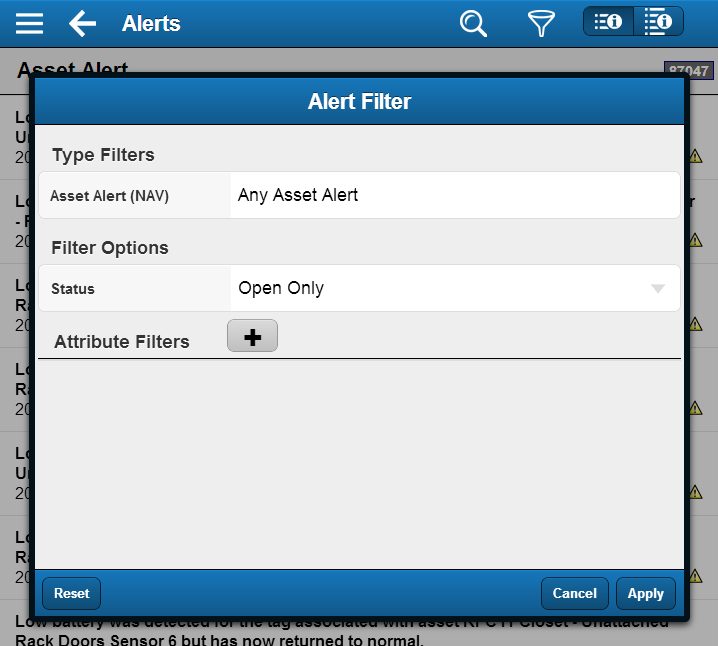 Alerts
Asset Alert
87047
Alert Filter
Type Filters
Asset Alert (NAV) Any Asset Alert
Filter Options
Status Open Only
Attribute Filters +
Reset Cancel Apply
Low battery was detected for the tag associated with asset RFC IT Closet - Unattached
Rack Doors Sensor 6 but has now returned to normal.